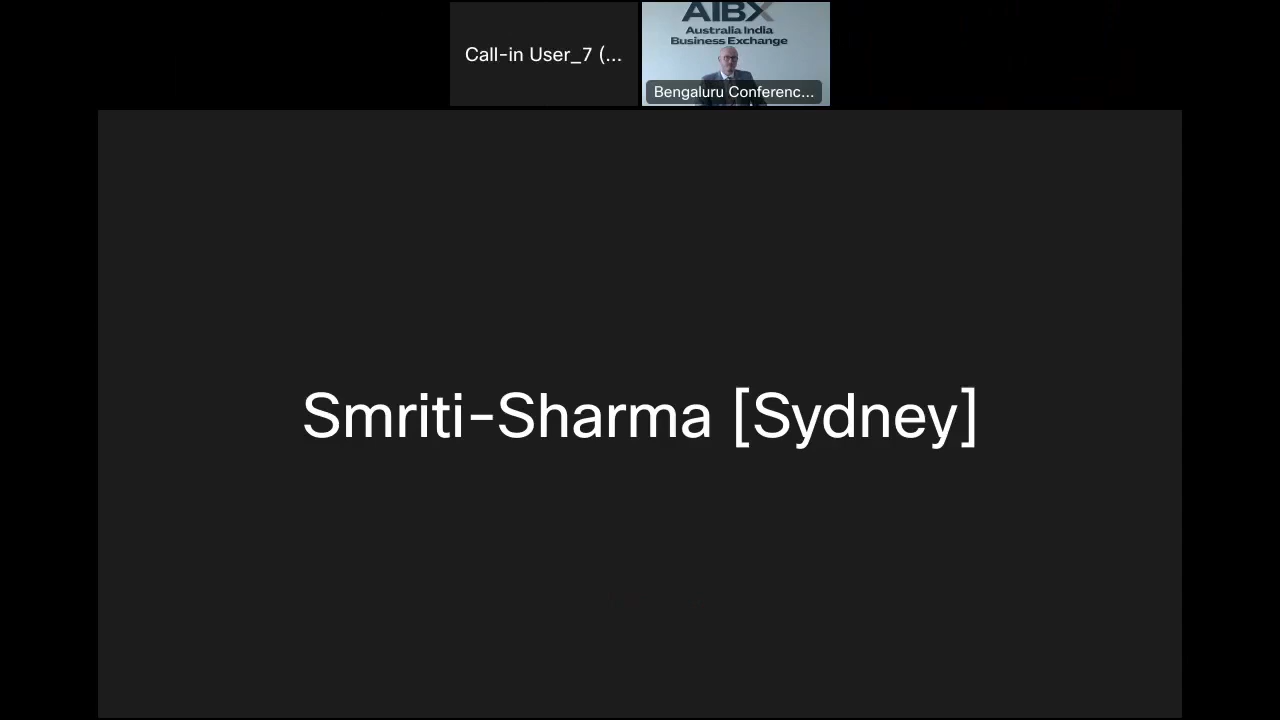 Call-in User_7 (...
AIBX
Australia India
Business Exchange
Bengaluru Conferenc...
Smriti-Sharma [Sydney]